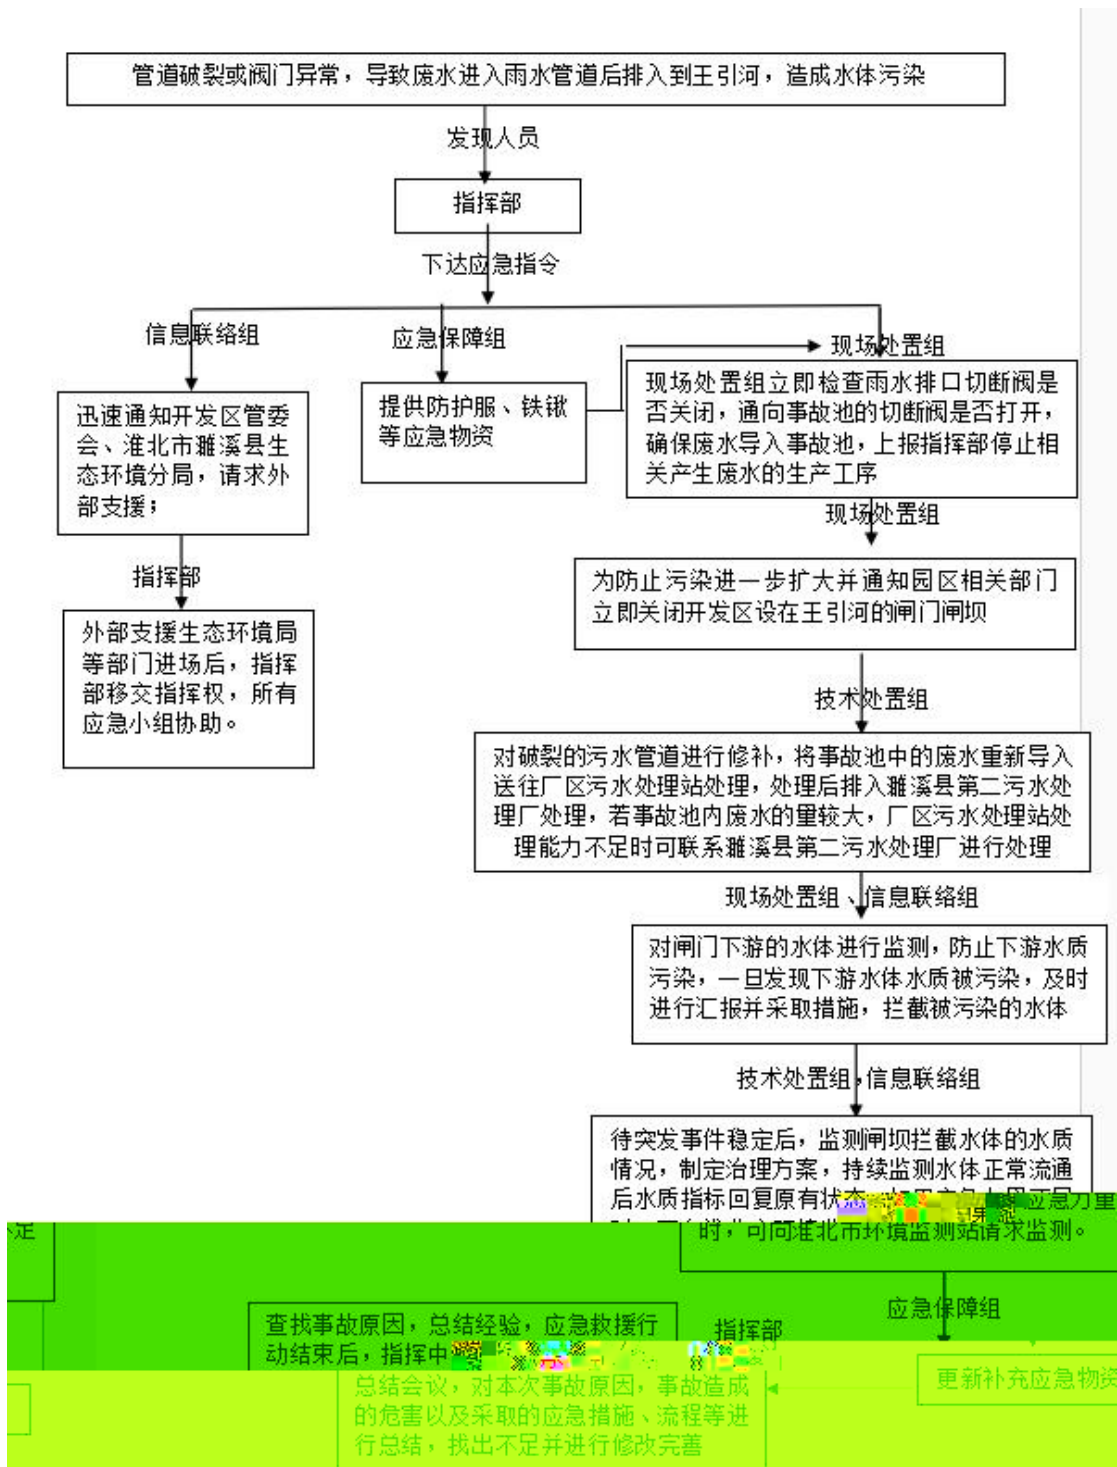 管道破裂或阀门异常，导致废水进入雨水管道后排入到王引河，造成水体污染
发现人员
指挥部
下达应急指令
信息联络组
应急保障组
现场处置组
迅速通知开发区管委
会、淮北市濉溪县生
态环境分局，请求外
部支援；
提供防护服、铁锹
等应急物资
现场处置组立即检查雨水排口切断阀是
否关闭，通向事故池的切断阀是否打开，
确保废水导入事故池，上报指挥部停止相
关产生废水的生产工序
现场处置组
指挥部
为防止污染进一步扩大并通知园区相关部门
立即关闭开发区设在王引河的闸门闸坝
外部支援生态环境局
等部门进场后，指挥
部移交指挥权，所有
应急小组协助。
技术处置组
对破裂的污水管道进行修补，将事故池中的废水重新导入
送往厂区污水处理站处理，处理后排入濉溪县第二污水处
理厂处理，若事故池内废水的量较大，厂区污水处理站处
理能力不足时可联系濉溪县第二污水处理厂进行处理
现场处置组、信息联络组
对闸门下游的水体进行监测，防止下游水质
污染，一旦发现下游水体水质被污染，及时
进行汇报并采取措施，拦截被污染的水体
技术处置组，信息联络组
待突发事件稳定后，监测闸坝拦截水体的水质
情况，制定治理方案，持续监测水体正常流通
后水质指标回复原有状态 应急力量
足
时，可向淮北市环境监测站请求监测。
应急保障组
指挥部
查找事故原因，总结经验，应急救援行
动结束后，指挥中
更新补充应急物资
总结会议，对本次事故原因，事故造成
的危害以及采取的应急措施、流程等进
行总结，找出不足并进行修改完善